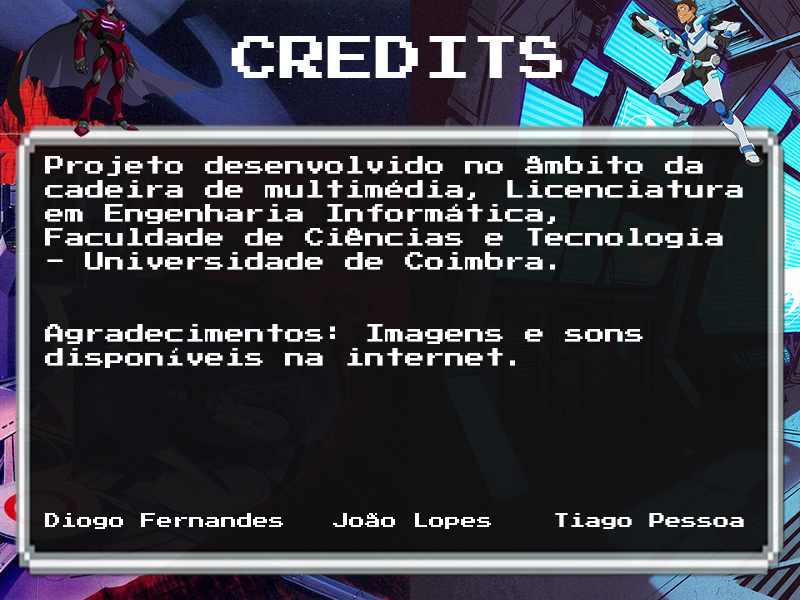 CREDITS
Projeto desenvolvido no âmbito da
cadeira de multimédia, Licenciatura
em Engenharia Informática,
Faculdade de Ciências e Tecnologia
- Universidade de Coimbra.
Agradecimentos: Imagens e sons
disponíveis na internet.
Diogo Fernandes João Lopes Tiago Pessoa